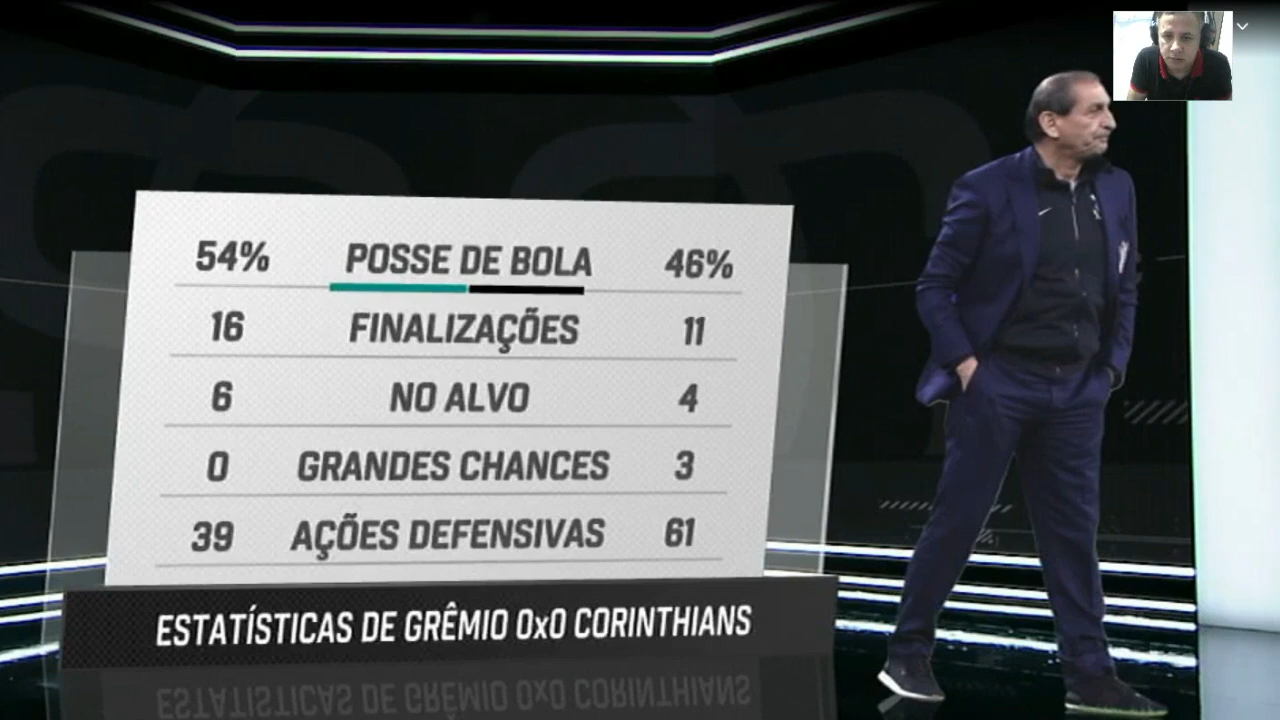 54% POSSE DE BOLA 46%
16 FINALIZAÇÕES 11
6 NO ALVO 4
0 GRANDES CHANCES 3
39 AÇÕES DEFENSIVAS 61
ESTATÍSTICAS DE GRÊMIO 0x0 CORINTHIANS